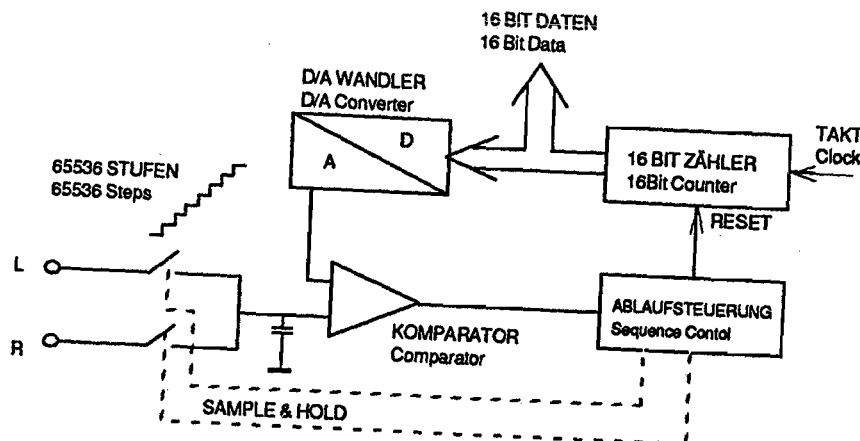 16 BIT DATEN
16 Bit Data
D/A WANDLER
D/A Converter
D
A
TAKT
Clock
16 BIT ZÄHLER
16Bit Counter
65536 STUFEN
65536 Steps
RESET
L
ABLAUFSTEUERUNG
Sequence Contol
KOMPARATOR
Comparator
R
SAMPLE & HOLD